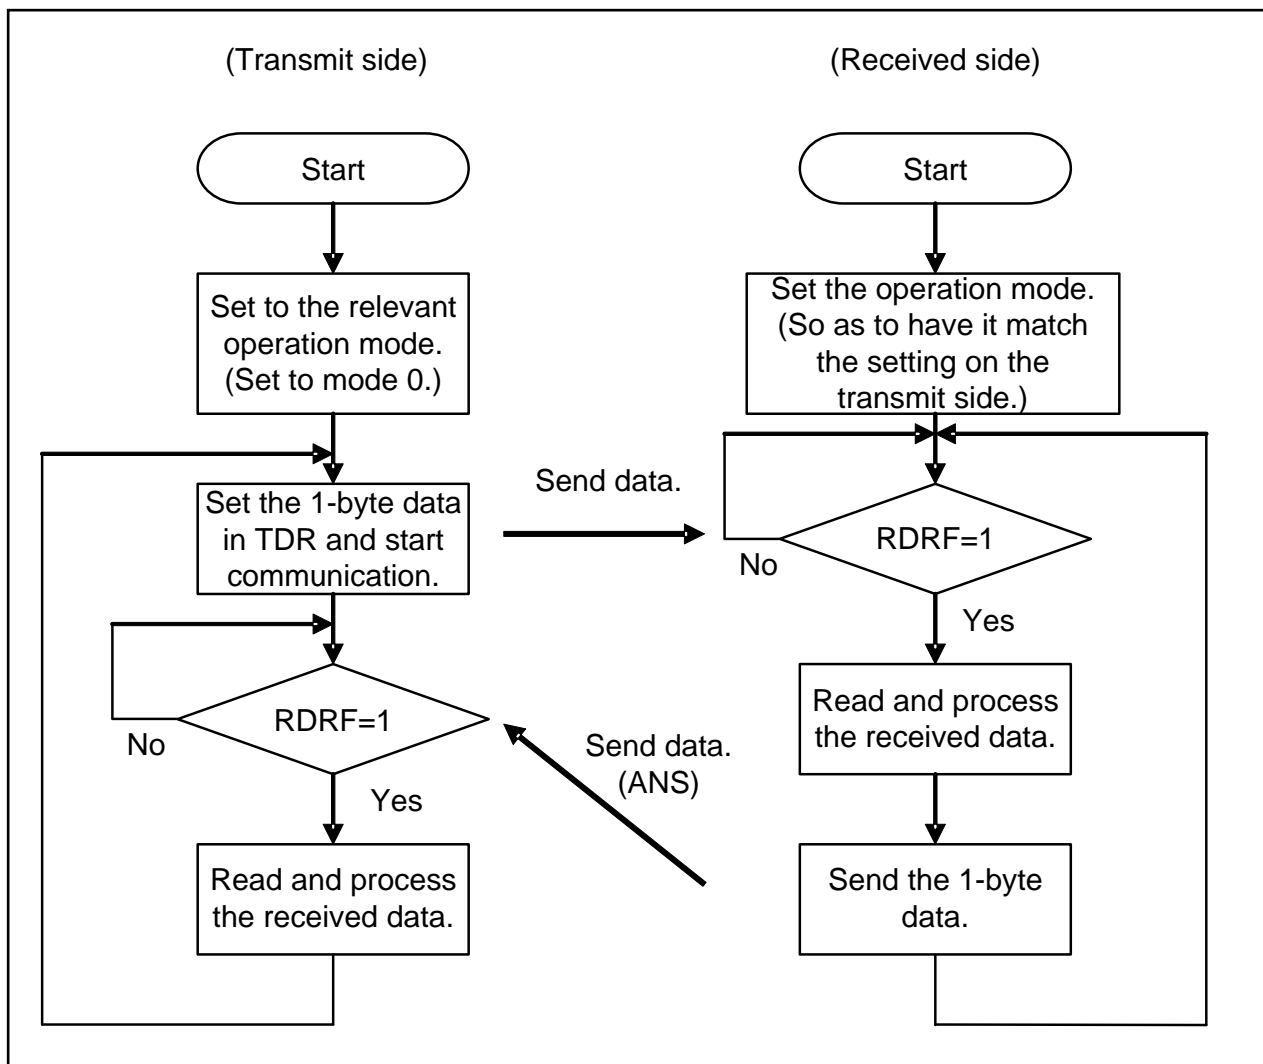 (Transmit side)
Start
Set to the relevant
operation mode.
(Set to mode 0.)
Set the 1-byte data
in TDR and start
communication.
RDRF=1
No
Yes
Read and process
the received data.
Send data.
Send data.
(ANS)
(Received side)
Start
Set the operation mode.
(So as to have it match
the setting on the
transmit side.)
RDRF=1
No
Yes
Read and process
the received data.
Send the 1-byte
data.